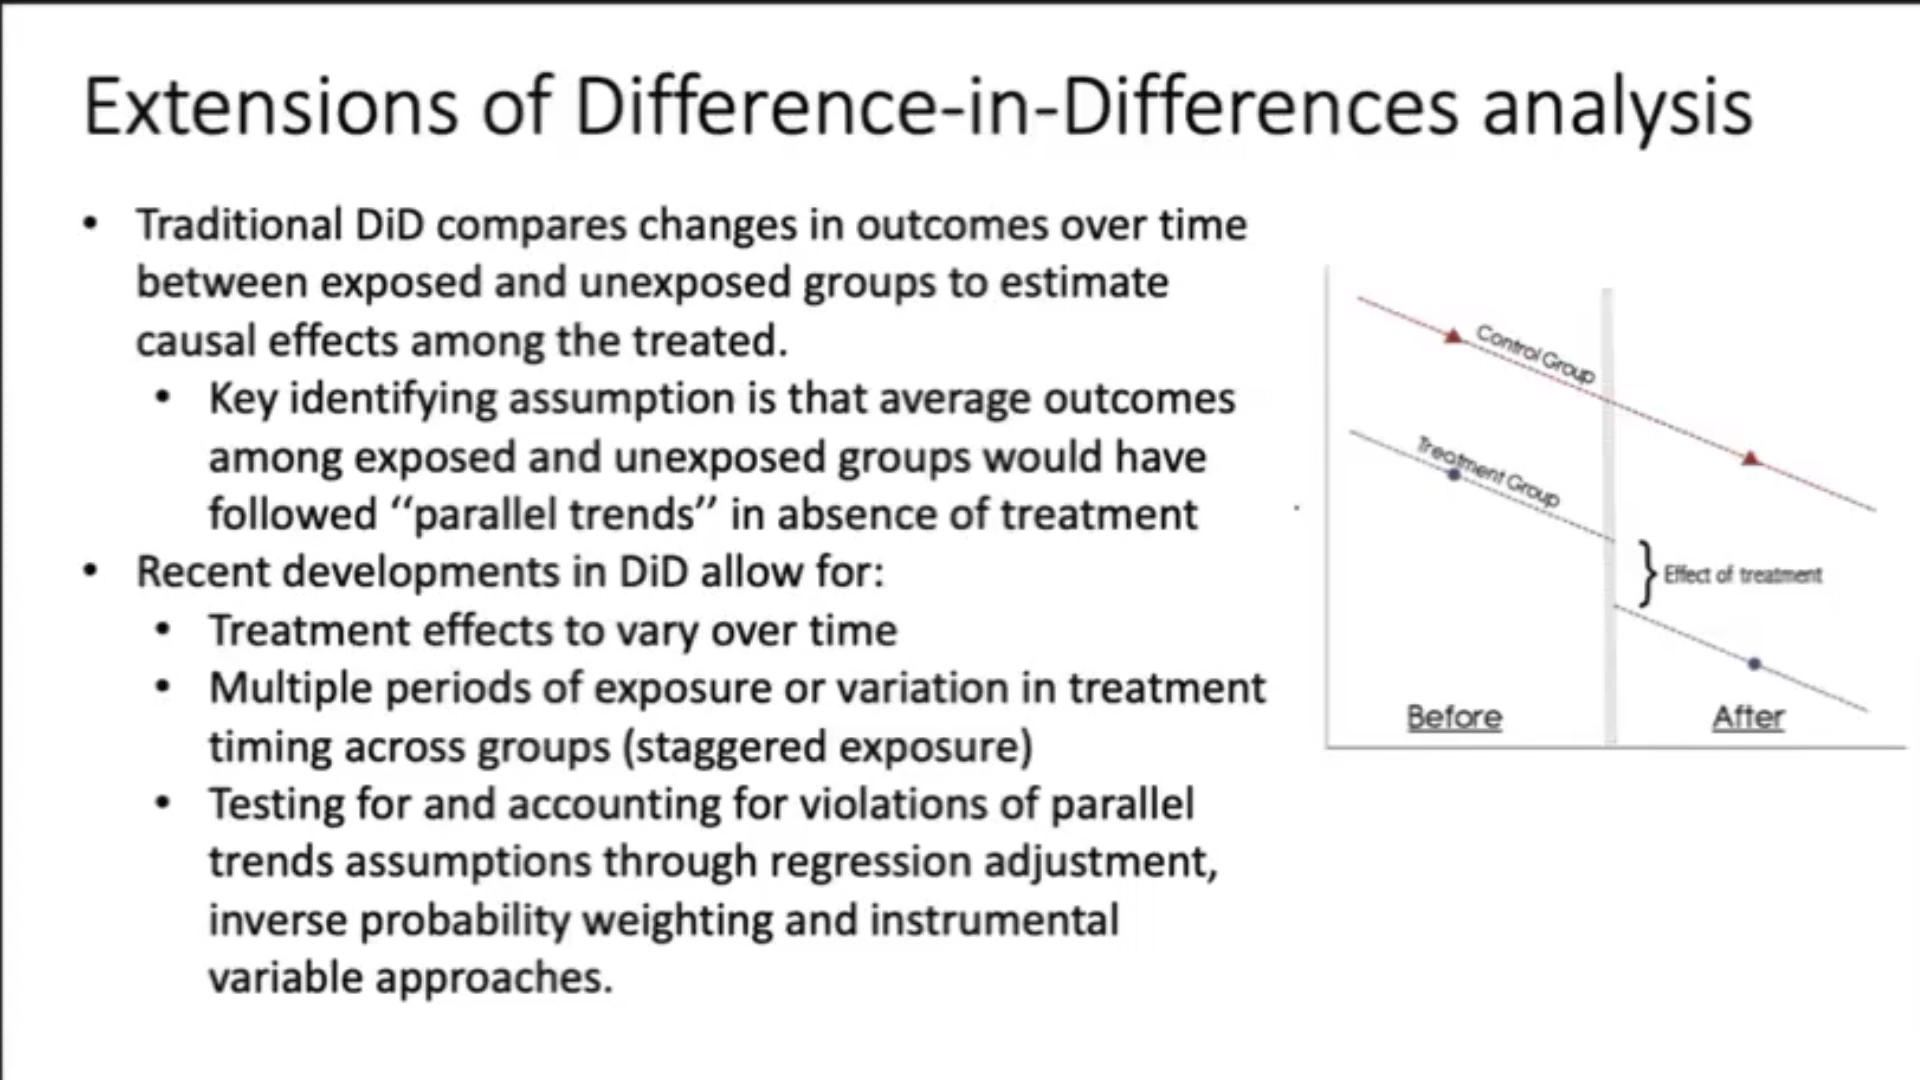 Extensions of Difference-in-Differences analysis
• Traditional DiD compares changes in outcomes over time
between exposed and unexposed groups to estimate
causal effects among the treated.
• Key identifying assumption is that average outcomes
among exposed and unexposed groups would have
followed “parallel trends” in absence of treatment
• Recent developments in DiD allow for:
• Treatment effects to vary over time
• Multiple periods of exposure or variation in treatment
timing across groups (staggered exposure)
• Testing for and accounting for violations of parallel
trends assumptions through regression adjustment,
inverse probability weighting and instrumental
variable approaches.
Control Group
Treatment Group
Effect of treatment
Before
After